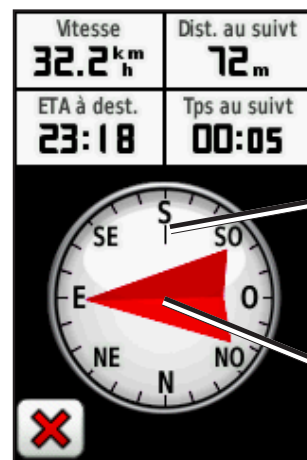 Vitesse
32.2 km/h
Dist. au suivt
72 m
ETA à dest.
23:18
Tps au suivt
00:05
S
SE
SO
E
O
NE
NO
N